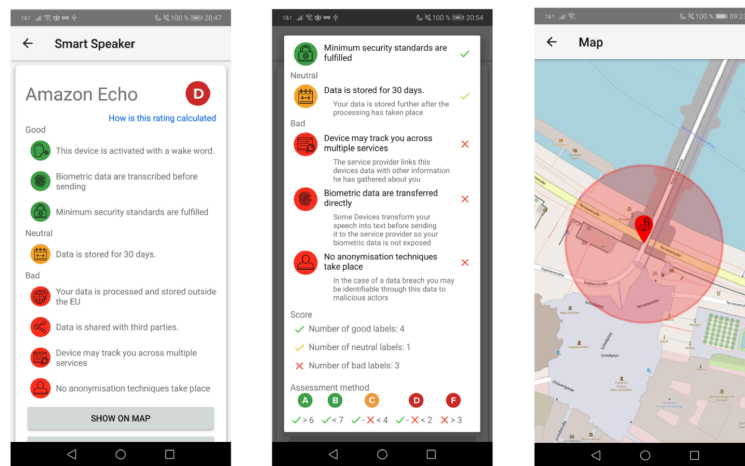 1&1 100 % 20:47
Smart Speaker
Amazon Echo D
How is this rating calculated
Good
This device is activated with a wake word.
Biometric data are transcribed before
sending
Minimum security standards are fulfilled
Neutral
Data is stored for 30 days.
Bad
Your data is processed and stored outside
the EU
Data is shared with third parties.
Device may track you across multiple
services
No anonymisation techniques take place
SHOW ON MAP
1&1 100 % 20:54
Minimum security standards are
fulfilled
Neutral
Data is stored for 30 days.
Your data is stored further after the
processing has taken place
Bad
Device may track you across
multiple services
The service provider links this
devices data with other information
he has gathered about you
Biometric data are transferred
directly
Some Devices transform your
speech into text before sending
it to the service provider so your
biometric data is not exposed
No anonymisation techniques
take place
In the case of a data breach you may
be identifiable through this data to
malicious actors
Score
Number of good labels: 4
Number of neutral labels: 1
Number of bad labels: 3
Assessment method
A B C D F
✓> 6 ✓< 7 ✓- ✕< 4 ✓- ✕< 2 ✕> 3
1&1 100 %
Map